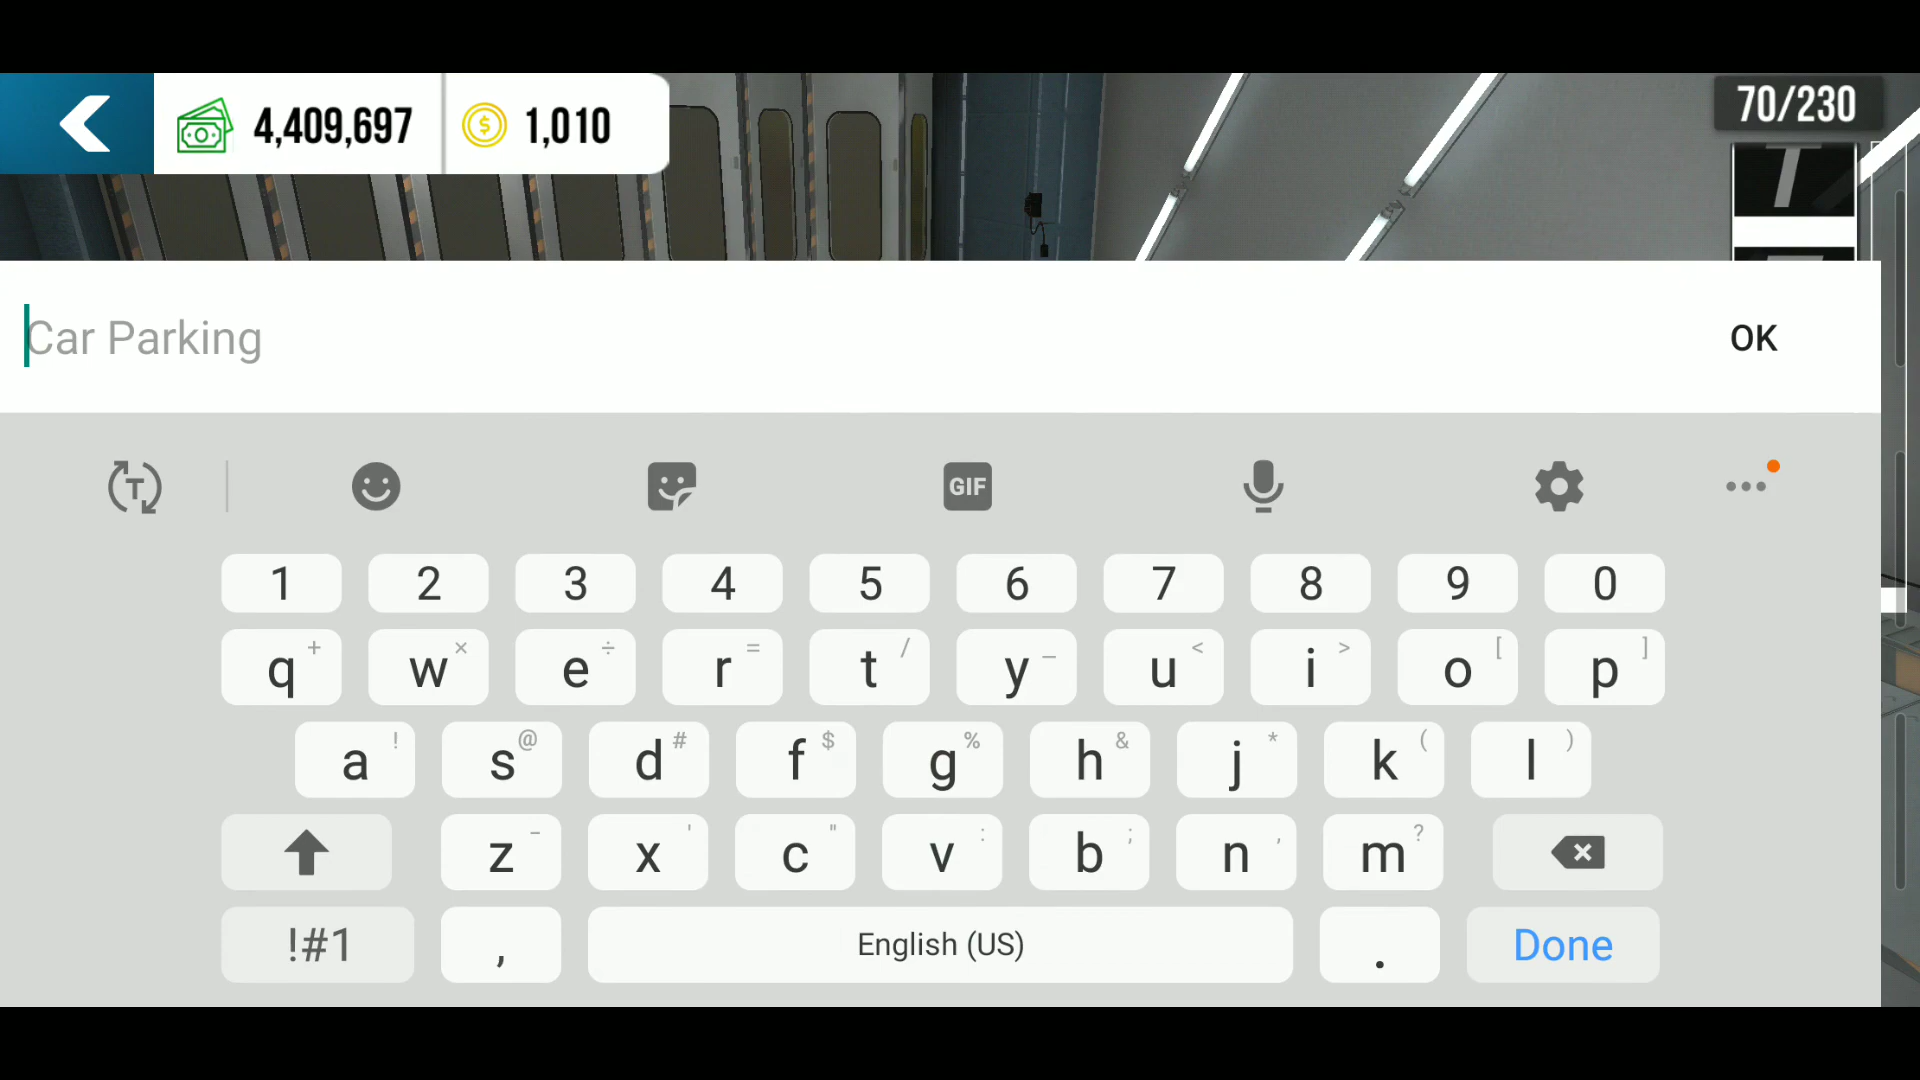 4,409,697 1,010 70/230
T
Car Parking OK
T GIF
1 2 3 4 5 6 7 8 9 0
q + w × e ÷ r = t / y _ u < i > o [ p ]
a ! s @ d # f $ g % h & j * k ( l )
z - x ' c " v : b ; n , m ?
!#1 , English (US) . Done